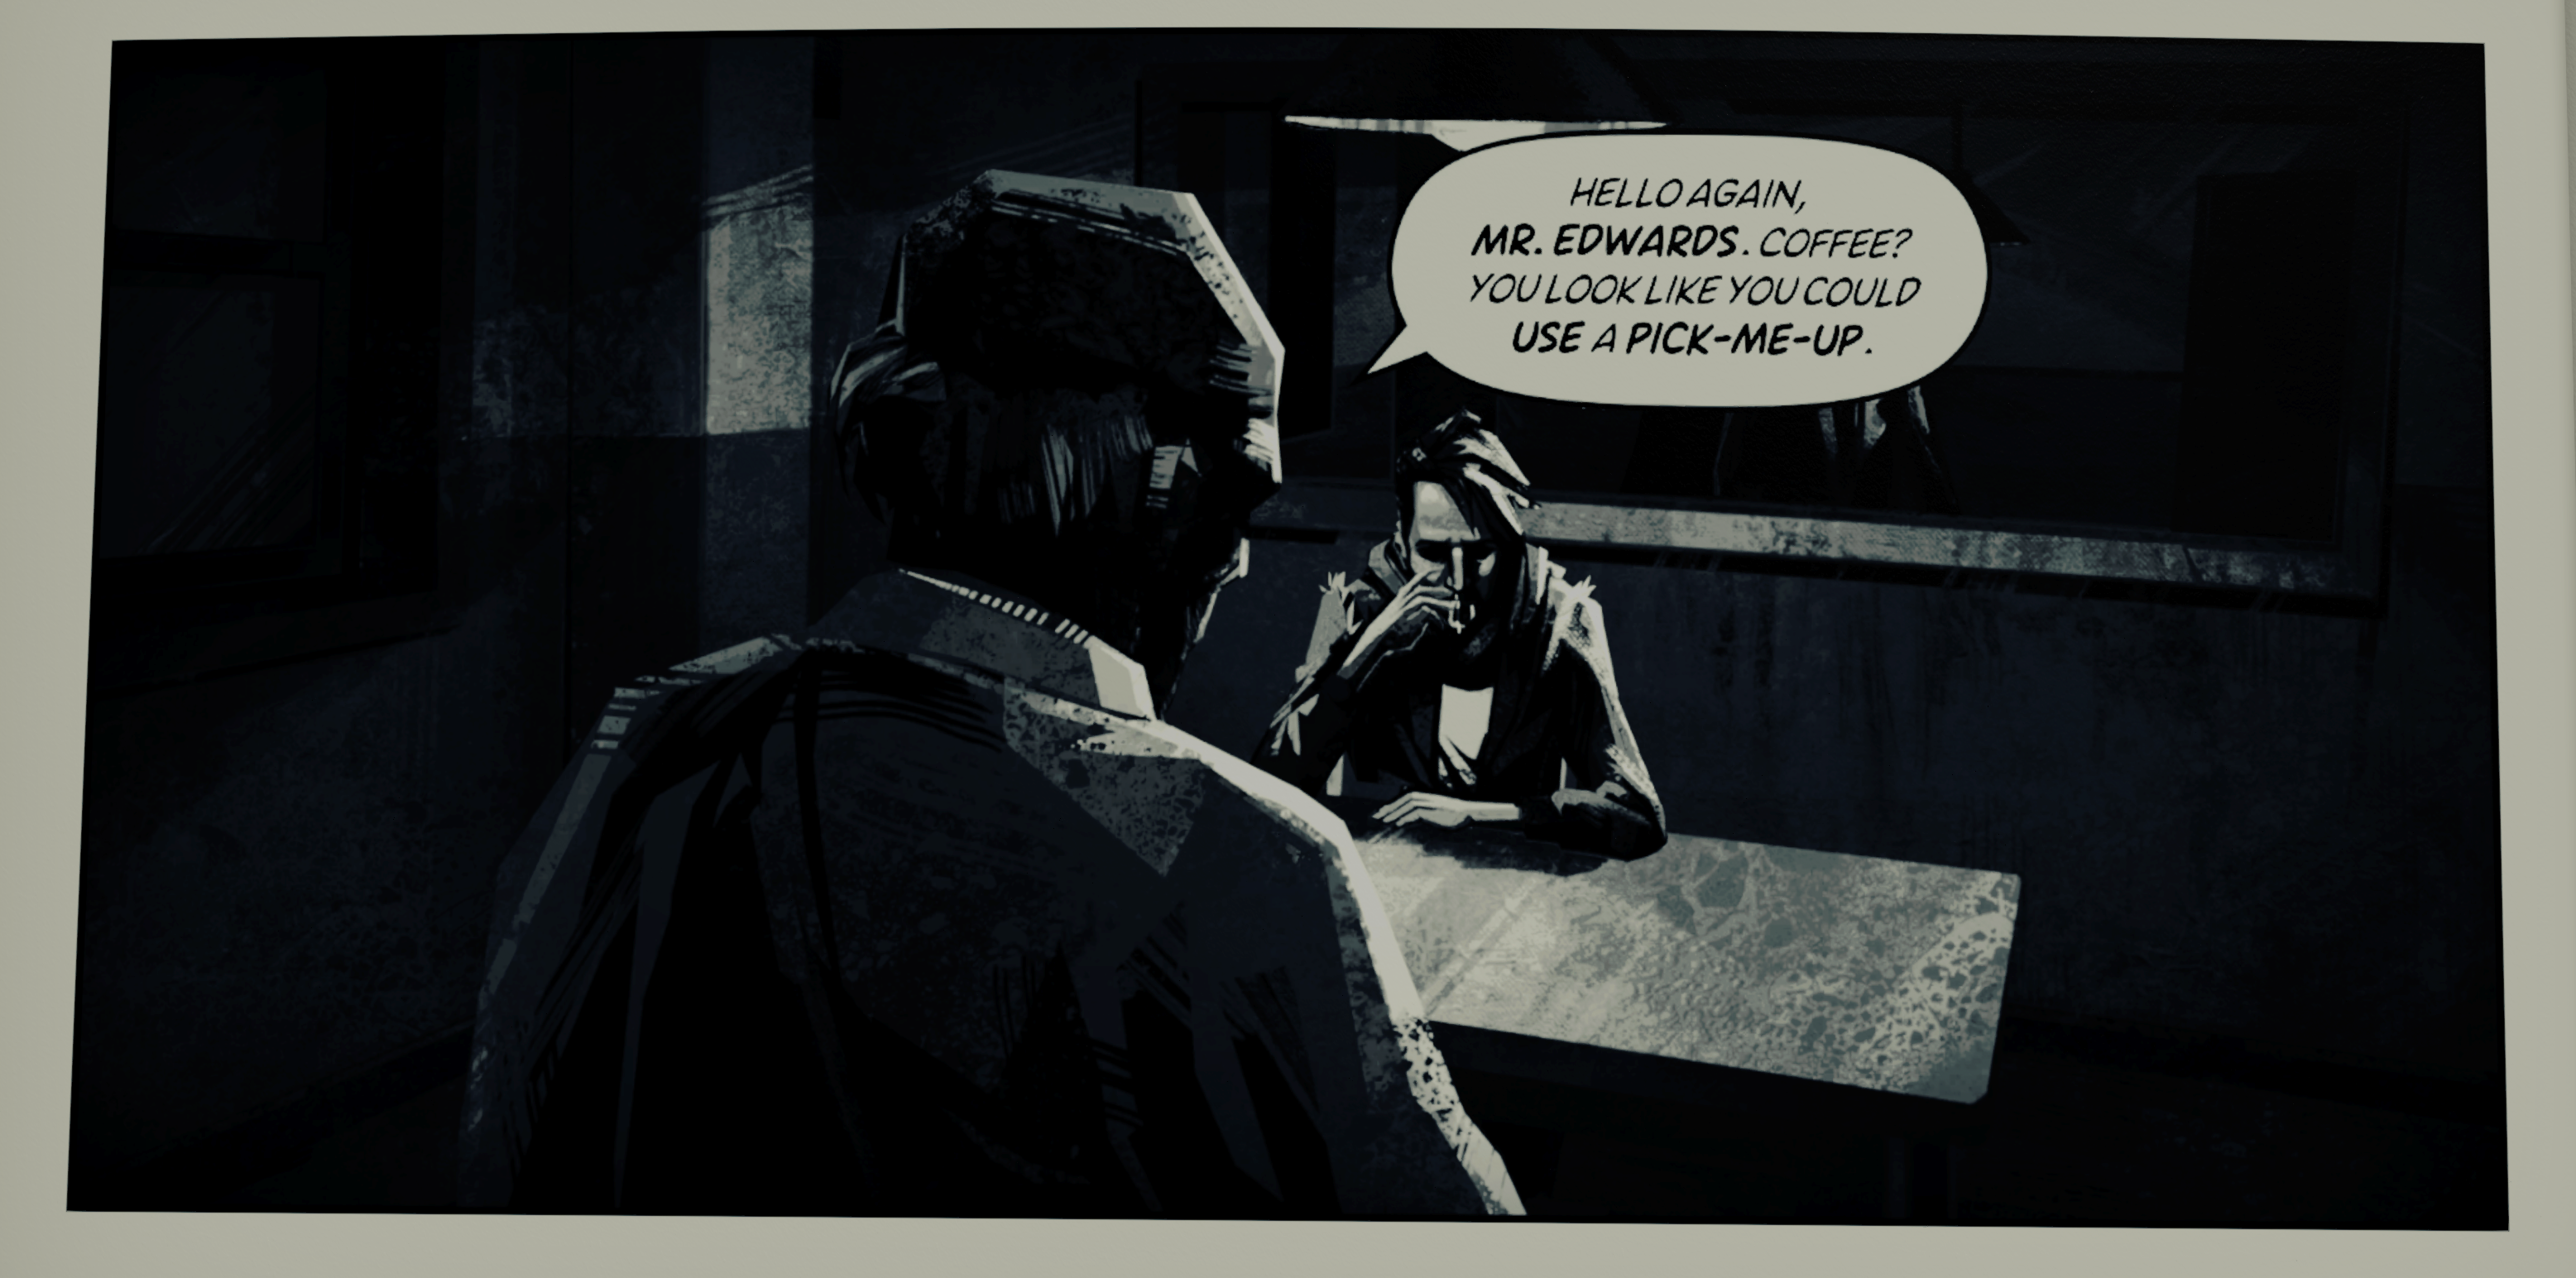 HELLO AGAIN,
MR. EDWARDS. COFFEE?
YOU LOOK LIKE YOU COULD
USE A PICK-ME-UP.